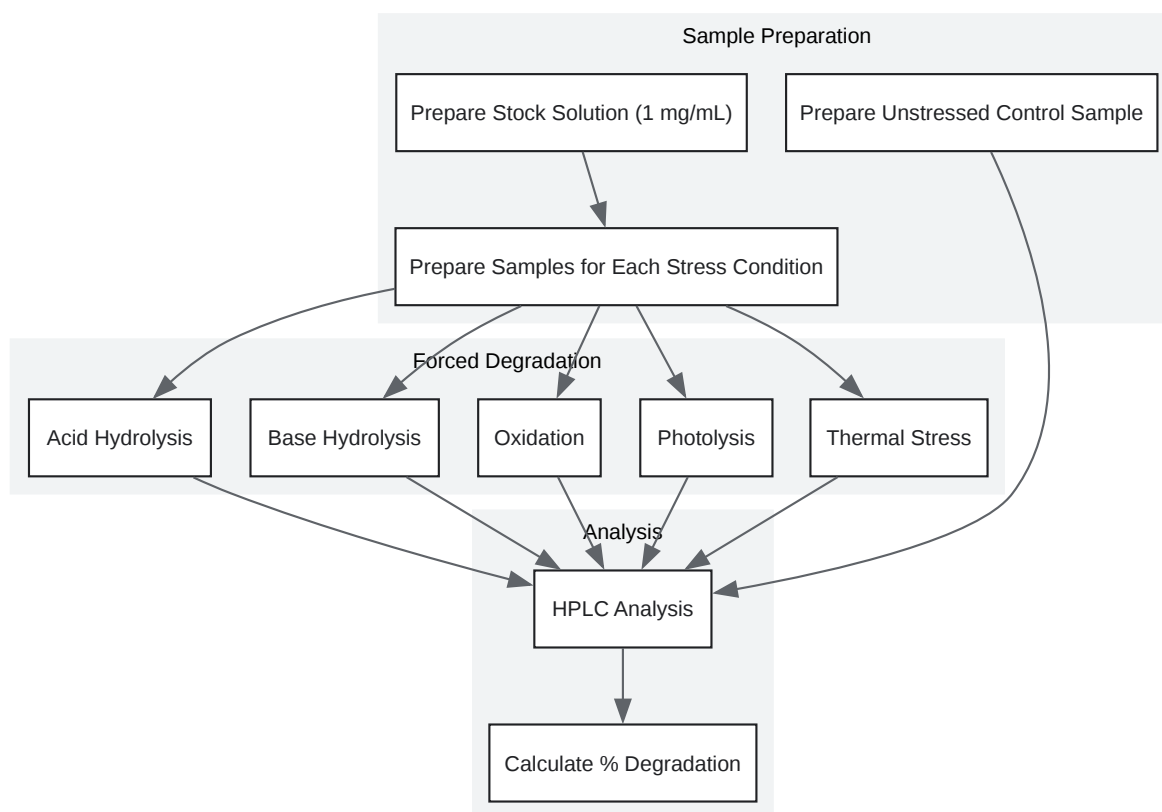 Sample Preparation
Prepare Stock Solution (1 mg/mL)
Prepare Unstressed Control Sample
Prepare Samples for Each Stress Condition
Forced Degradation
Acid Hydrolysis
Base Hydrolysis
Oxidation
Photolysis
Thermal Stress
Analysis
HPLC Analysis
Calculate % Degradation